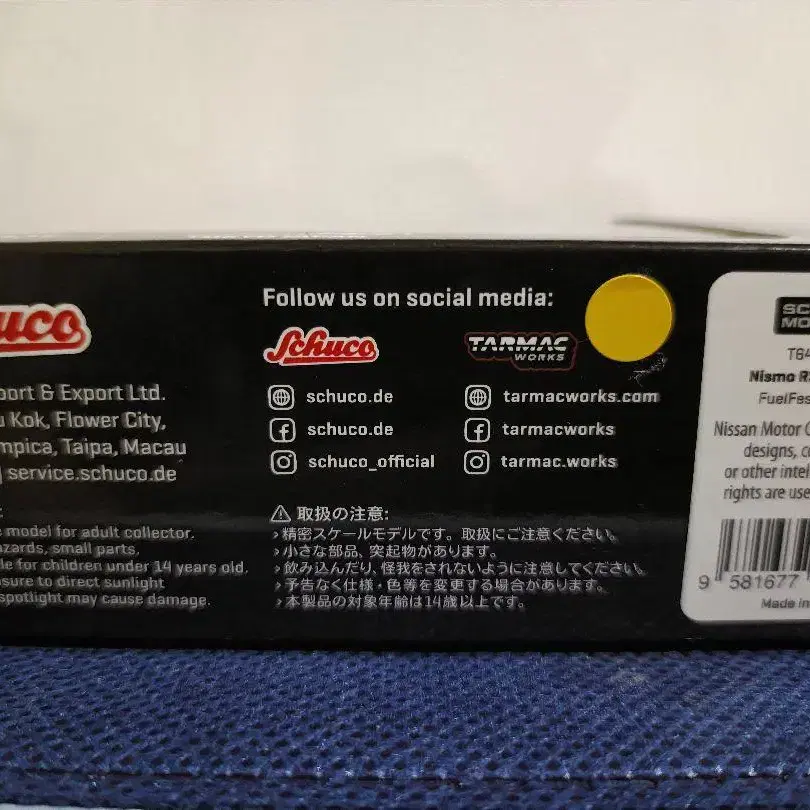 uco
port & Export Ltd.
Kok, Flower City,
mpica, Taipa, Macau
service.schuco.de
model for adult collector.
azards, small parts.
le for children under 14 years old.
sure to direct sunlight
spotlight may cause damage.
Follow us on social media:
Schuco
schuco.de
schuco.de
schuco_official
TARMAC
WORKS
tarmacworks.com
tarmacworks
tarmac.works
⚠ 取扱の注意:
›精密スケールモデルです。取扱にご注意ください。
›小さな部品、突起物があります。
›飲み込んだり、怪我をされないように注意してください。
›予告なく仕様・色等を変更する場合があります。
›本製品の対象年齢は14歳以上です。
SC
MO
T64
Nismo R
FuelFes
Nissan Motor C
designs, c
or other intel
rights are use
9 581677
Made in